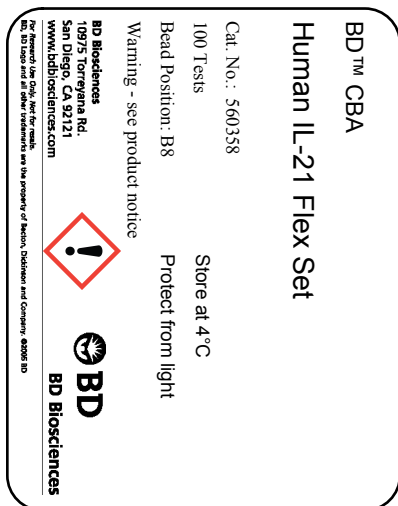 BD™ CBA
Human IL-21 Flex Set
Cat. No.: 560358
100 Tests
Store at 4°C
Bead Position: B8
Protect from light
Warning - see product notice
BD Biosciences
10975 Torreyana Rd.
San Diego, CA 92121
www.bdbiosciences.com
BD
BD Biosciences
For Research Use Only. Not for resale.
BD, BD Logo and all other trademarks are the property of Becton, Dickinson and Company. ©2005 BD